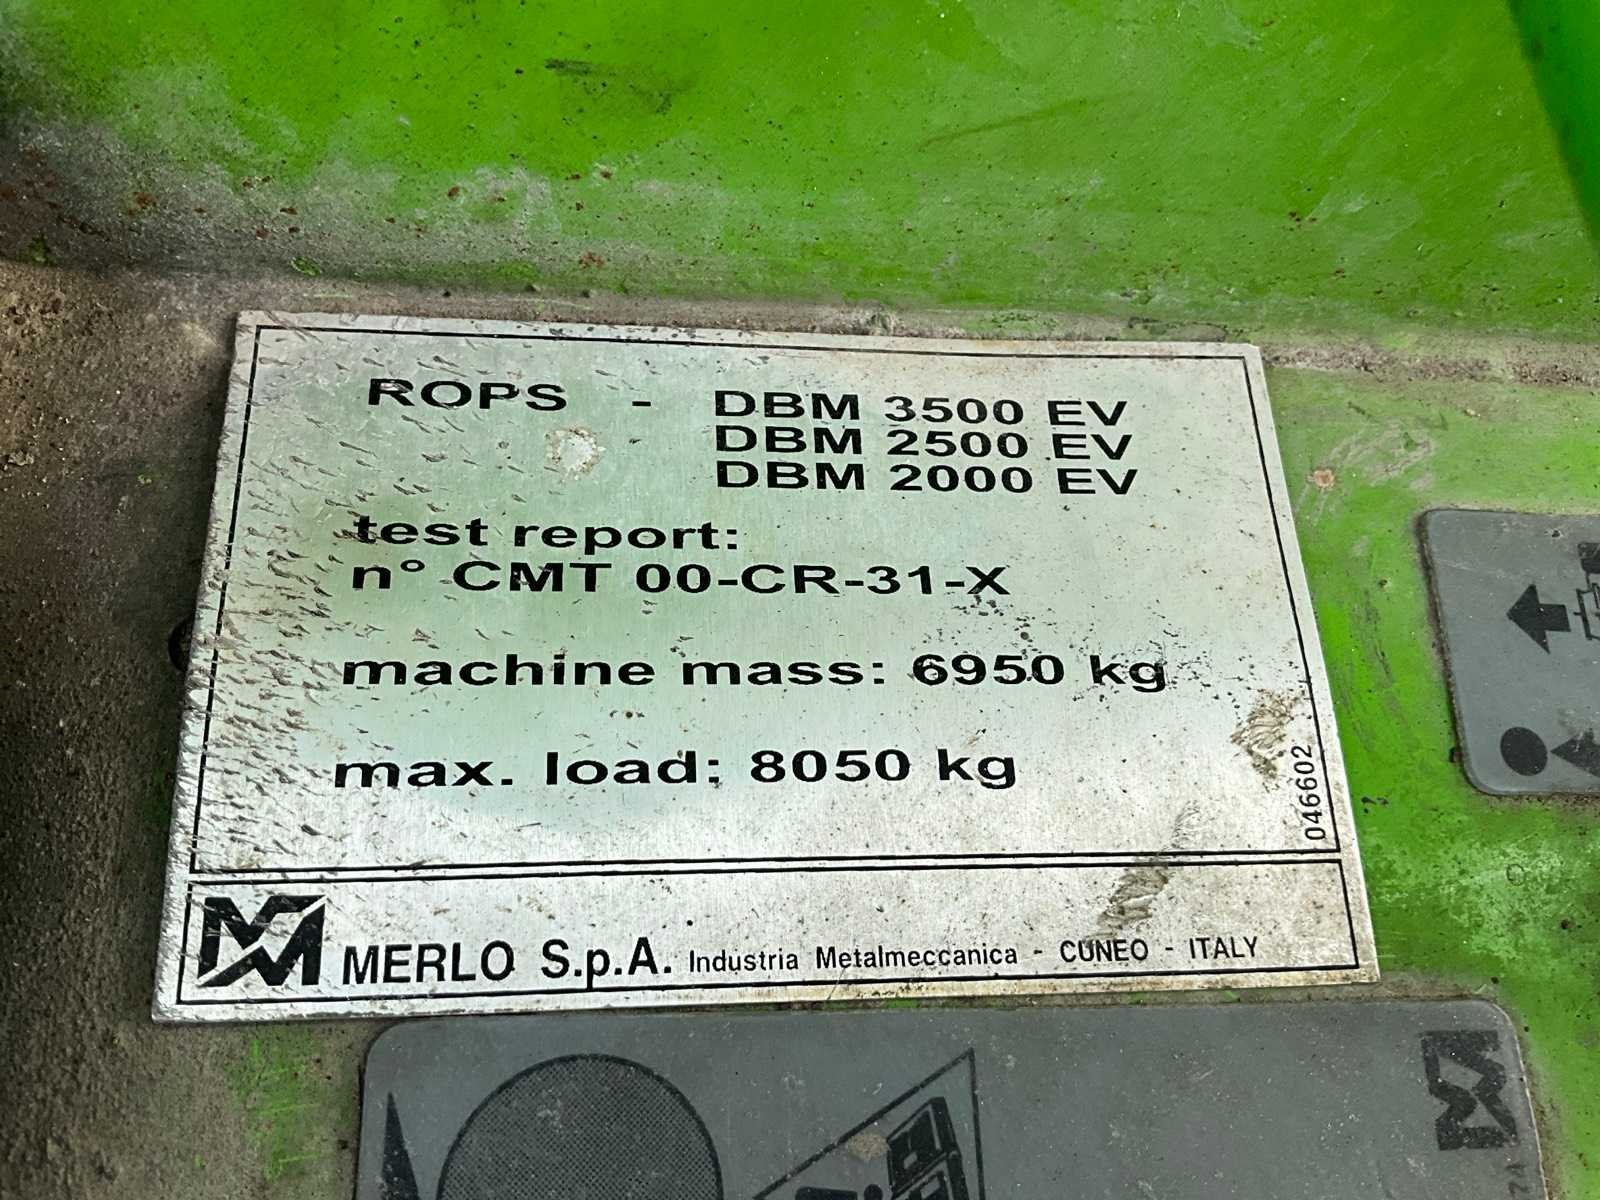 ROPS - DBM 3500 EV
DBM 2500 EV
DBM 2000 EV
test report:
n° CMT 00-CR-31-X
machine mass: 6950 kg
max. load: 8050 kg
046602
MERLO S.p.A. Industria Metalmeccanica - CUNEO - ITALY